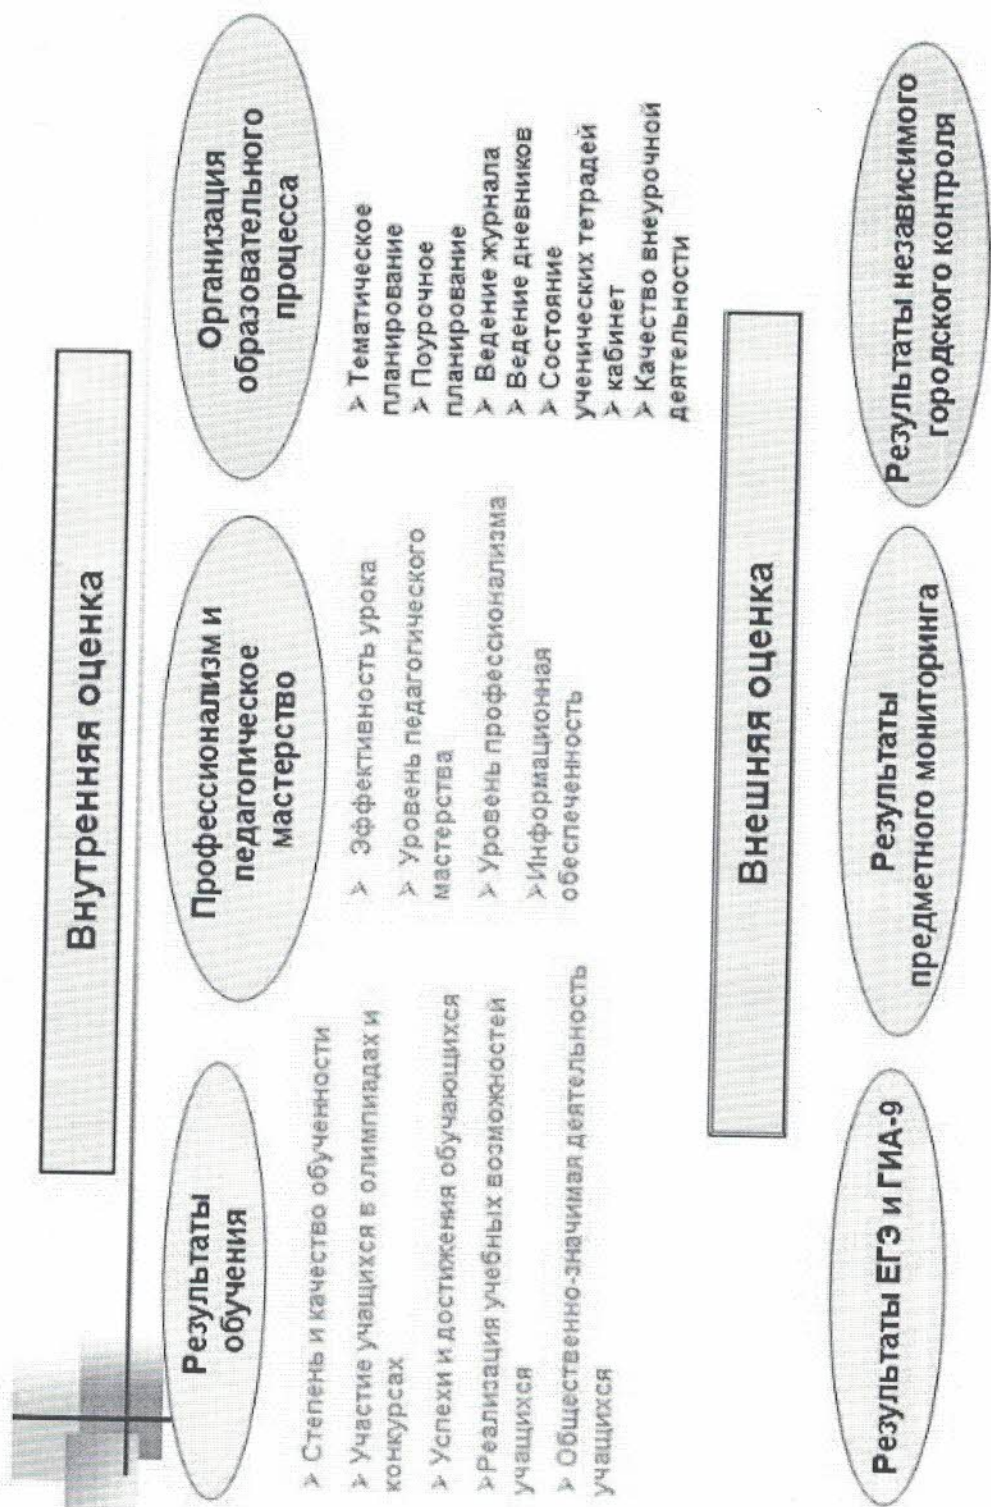 Внутренняя оценка
Результаты
обучения
➢ Степень и качество обученности
➢ Участие учащихся в олимпиадах и
конкурсах
➢ Успехи и достижения обучающихся
➢Реализация учебных возможностей
учащихся
➢ Общественно-значимая деятельность
учащихся
Профессионализм и
педагогическое
мастерство
➢ Эффективность урока
➢ Уровень педагогического
мастерства
➢ Уровень профессионализма
➢Информационная
обеспеченность
Организация
образовательного
процесса
➢ Тематическое
планирование
➢ Поурочное
планирование
➢ Ведение журнала
➢ Ведение дневников
➢ Состояние
ученических тетрадей
➢ кабинет
➢ Качество внеурочной
деятельности
Внешняя оценка
Результаты ЕГЭ и ГИА-9
Результаты
предметного мониторинга
Результаты независимого
городского контроля